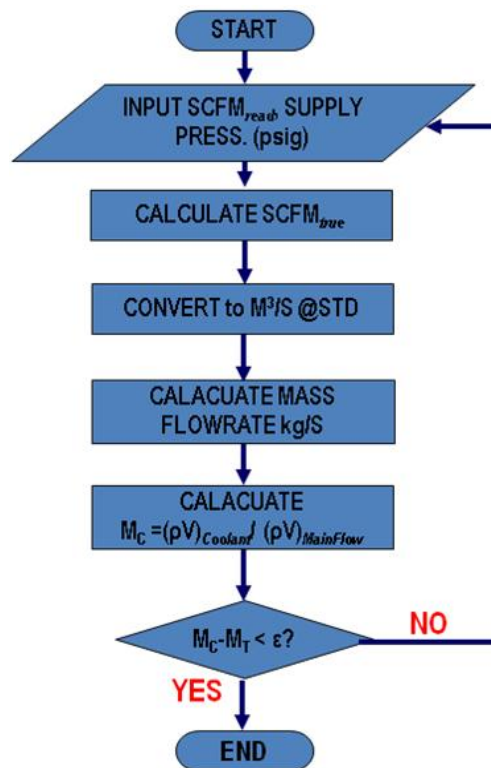 START
INPUT SCFMread, SUPPLY
PRESS. (psig)
CALCULATE SCFMtrue
CONVERT to M³/S @STD
CALACUATE MASS
FLOWRATE kg/S
CALACUATE
MC =(ρV)Coolant/ (ρV)MainFlow
MC-MT < ε?
NO
YES
END